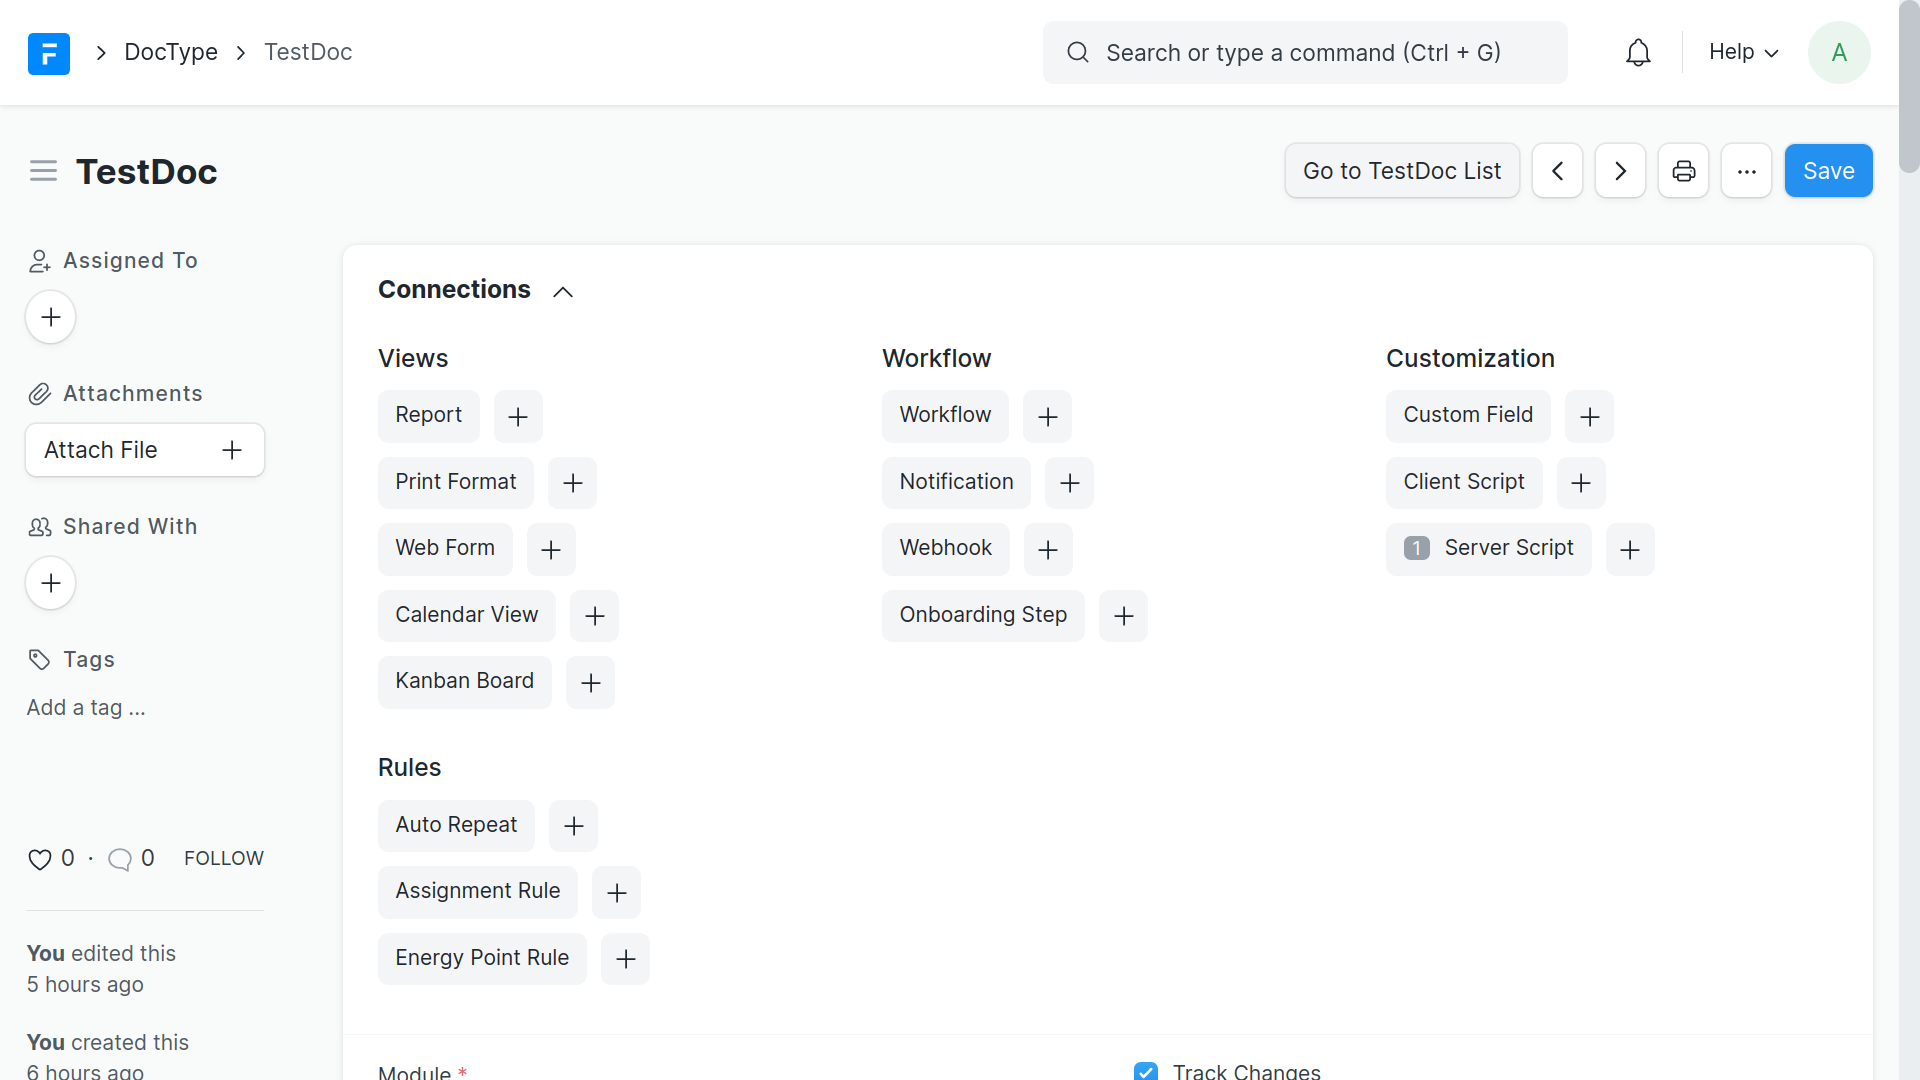 DocType
TestDoc
Search or type a command (Ctrl + G)
Help
A
TestDoc
Go to TestDoc List
Save
Assigned To
Attachments
Attach File
Shared With
Tags
Add a tag ...
0 · 0 FOLLOW
You edited this
5 hours ago
You created this
6 hours ago
Connections
Views
Report
Print Format
Web Form
Calendar View
Kanban Board
Workflow
Workflow
Notification
Webhook
Onboarding Step
Customization
Custom Field
Client Script
1 Server Script
Rules
Auto Repeat
Assignment Rule
Energy Point Rule
Module *
Track Changes